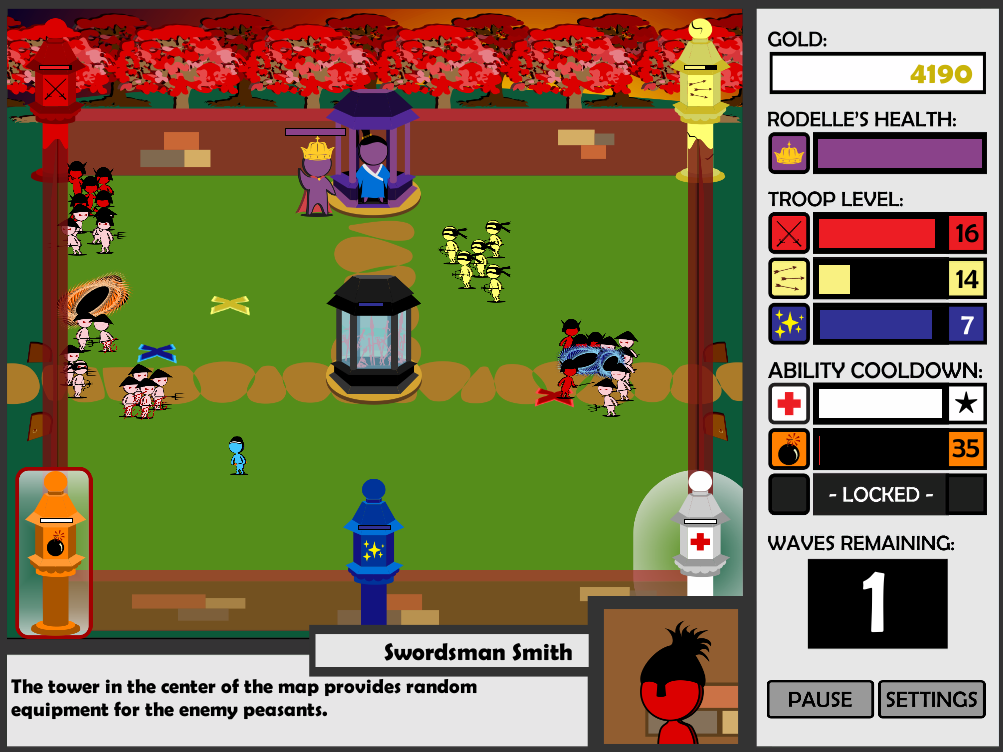 GOLD:
4190
RODELLE'S HEALTH:
TROOP LEVEL:
16
14
7
ABILITY COOLDOWN:
35
- LOCKED -
WAVES REMAINING:
1
PAUSE SETTINGS
Swordsman Smith
The tower in the center of the map provides random
equipment for the enemy peasants.